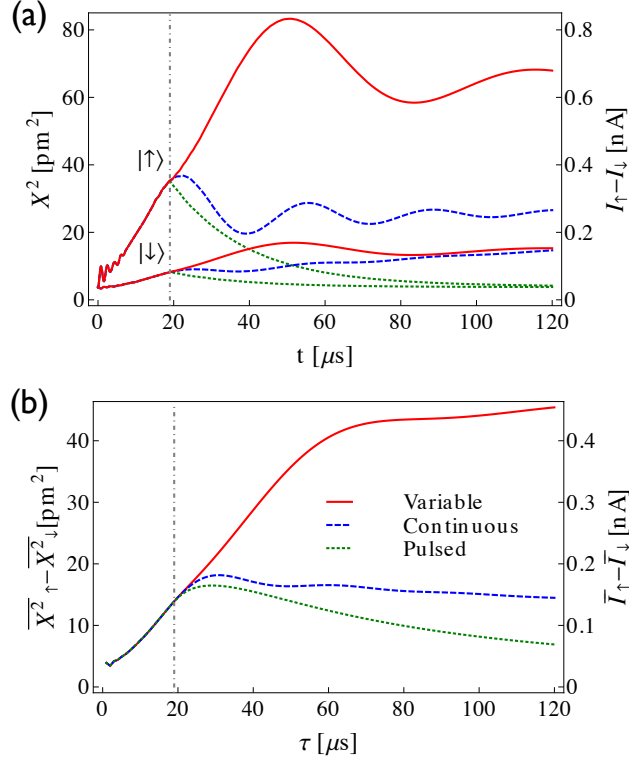 (a)
80
60
40
20
0
X² [pm²]
|↑⟩
|↓⟩
0.8
0.6
0.4
0.2
0
I↑−I↓ [nA]
0 20 40 60 80 100 120
t [μs]
(b)
40
30
20
10
0
X²↑−X²↓[pm²]
Variable
Continuous
Pulsed
0.4
0.3
0.2
0.1
0
I↑−I↓ [nA]
0 20 40 60 80 100 120
τ [μs]